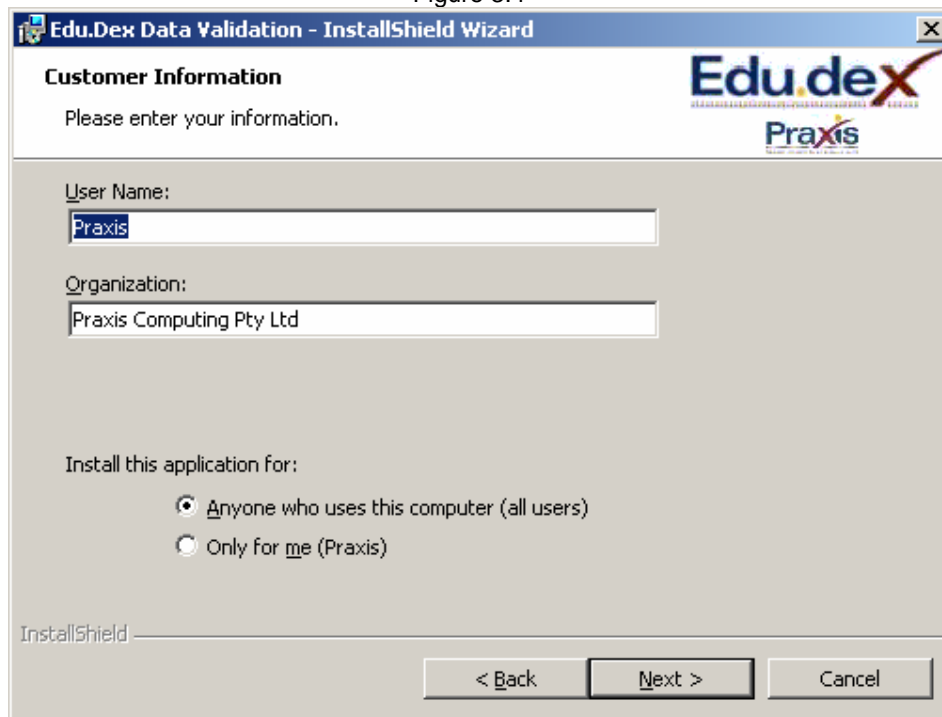 Edu.Dex Data Validation - InstallShield Wizard
Customer Information
Please enter your information.
Edu.dex
Praxis
User Name:
Praxis
Organization:
Praxis Computing Pty Ltd
Install this application for:
Anyone who uses this computer (all users)
Only for me (Praxis)
InstallShield
< Back
Next >
Cancel